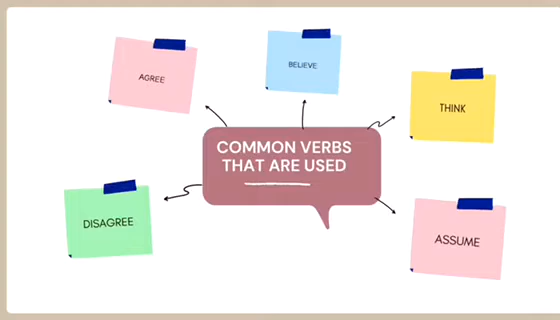 AGREE
BELIEVE
THINK
COMMON VERBS
THAT ARE USED
DISAGREE
ASSUME